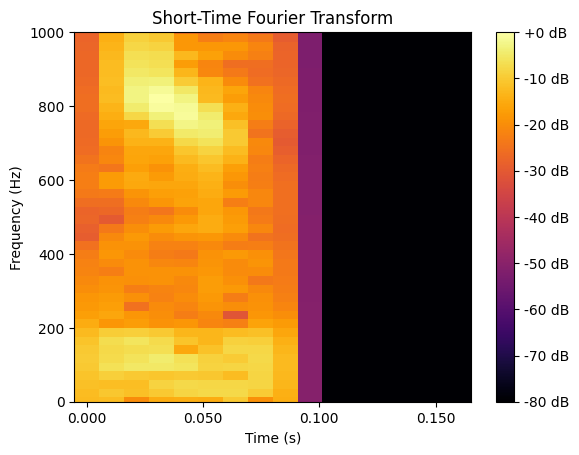 Short-Time Fourier Transform
1000
800
600
400
200
0
Frequency (Hz)
0.000
0.050
0.100
0.150
Time (s)
+0 dB
-10 dB
-20 dB
-30 dB
-40 dB
-50 dB
-60 dB
-70 dB
-80 dB